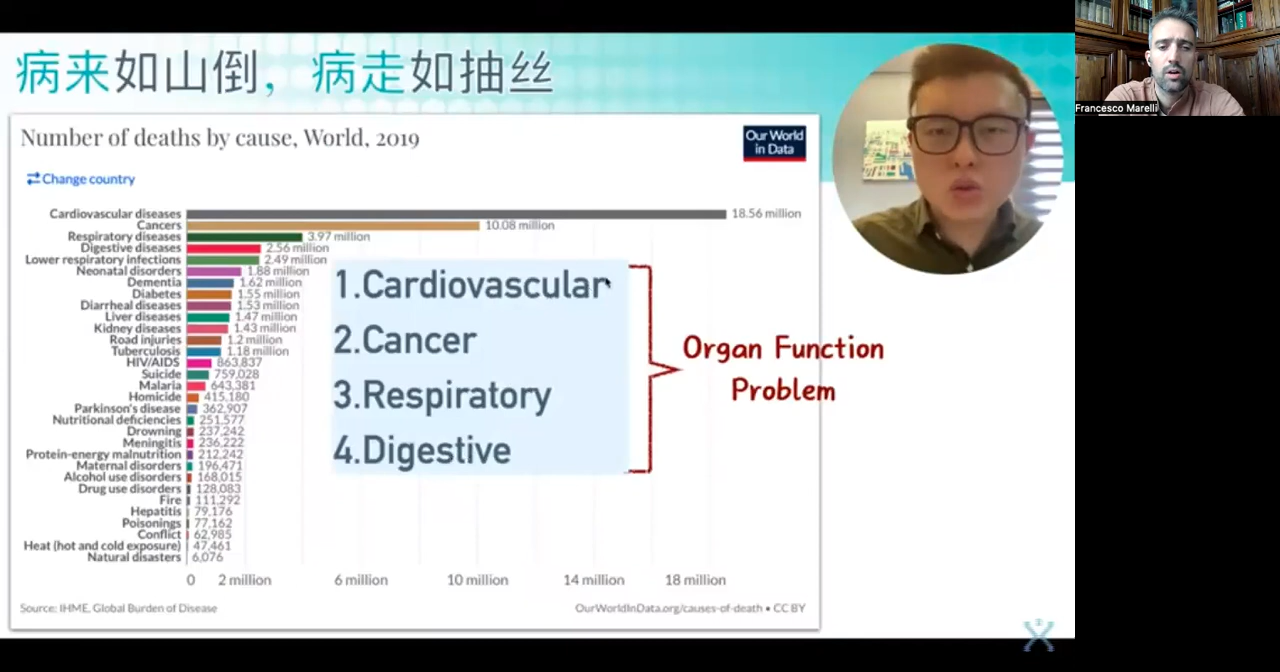 病来如山倒，病走如抽丝
Francesco Marelli
Number of deaths by cause, World, 2019
Our World
in Data
Change country
Cardiovascular diseases 18.56 million
Cancers 10.08 million
Respiratory diseases 3.97 million
Digestive diseases 2.56 million
Lower respiratory infections 2.49 million
Neonatal disorders 1.88 million
Dementia 1.62 million
Diabetes 1.55 million
Diarrheal diseases 1.53 million
Liver diseases 1.47 million
Kidney diseases 1.43 million
Road injuries 1.2 million
Tuberculosis 1.18 million
HIV/AIDS 863,837
Suicide 759,028
Malaria 643,381
Homicide 415,180
Parkinson's disease 362,907
Nutritional deficiencies 251,577
Drowning 237,242
Meningitis 236,222
Protein-energy malnutrition 212,242
Maternal disorders 196,471
Alcohol use disorders 168,015
Drug use disorders 128,083
Fire 111,292
Hepatitis 79,176
Poisonings 77,162
Conflict 62,985
Heat (hot and cold exposure) 47,461
Natural disasters 6,076
0 2 million 6 million 10 million 14 million 18 million
1.Cardiovascular
2.Cancer
3.Respiratory
4.Digestive
Organ Function
Problem
Source: IHME, Global Burden of Disease
OurWorldInData.org/causes-of-death • CC BY